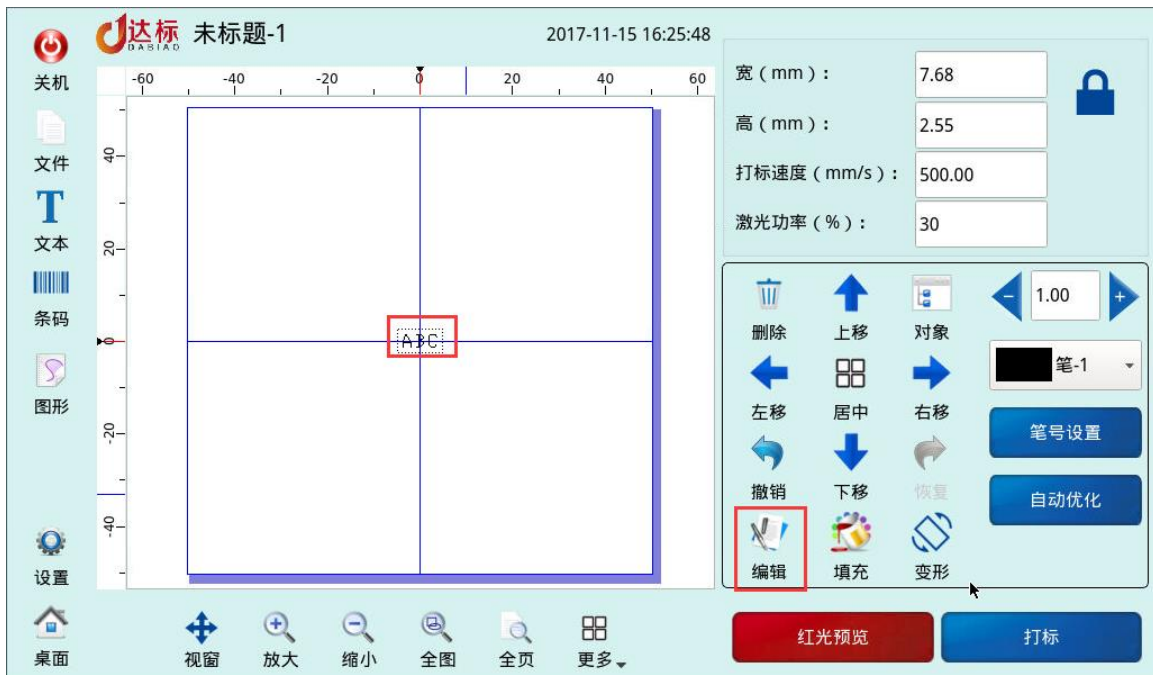 达标
DABIAO
未标题-1
2017-11-15 16:25:48
关机
文件
文本
条码
图形
设置
桌面
-60 -40 -20 0 20 40 60
40
20
0
-20
-40
ABC
宽（mm）： 7.68
高（mm）： 2.55
打标速度（mm/s）： 500.00
激光功率（%）： 30
删除 上移 对象
左移 居中 右移
撤销 下移 恢复
编辑 填充 变形
- 1.00 +
笔-1
笔号设置
自动优化
视窗 放大 缩小 全图 全页 更多
红光预览 打标